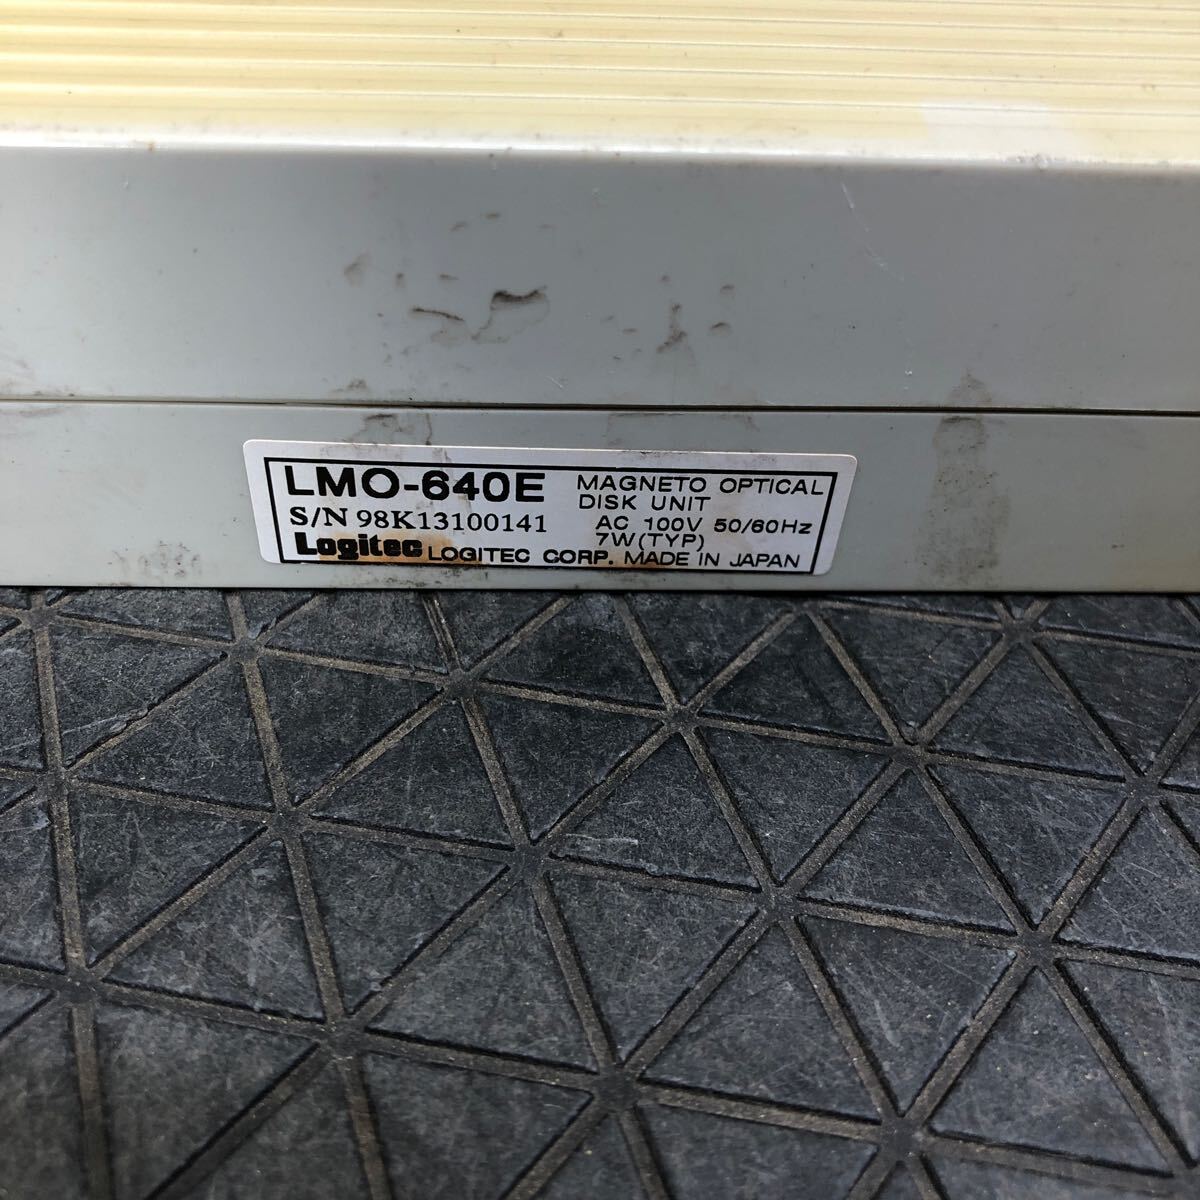 LMO-640E MAGNETO OPTICAL
DISK UNIT
S/N 98K13100141 AC 100V 50/60Hz
7W(TYP)
Logitec LOGITEC CORP. MADE IN JAPAN